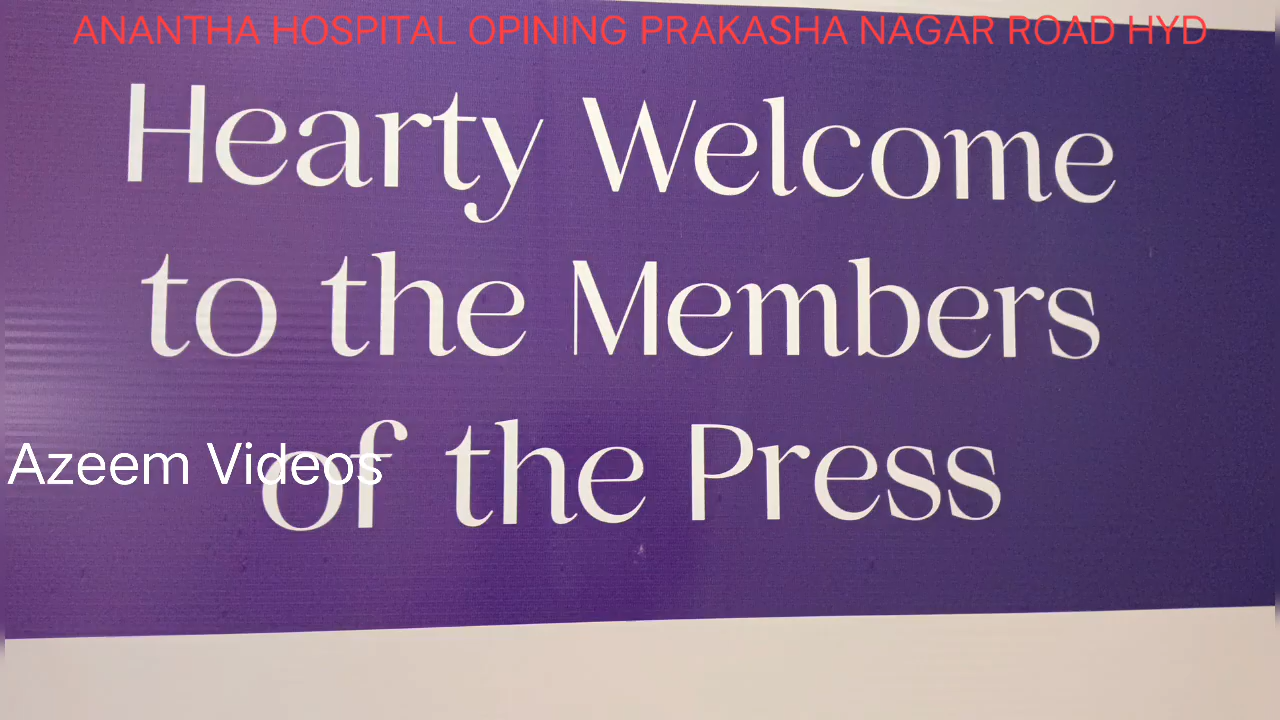 ANANTHA HOSPITAL OPINING PRAKASHA NAGAR ROAD HYD
Hearty Welcome
to the Members
of the Press
Azeem Videos